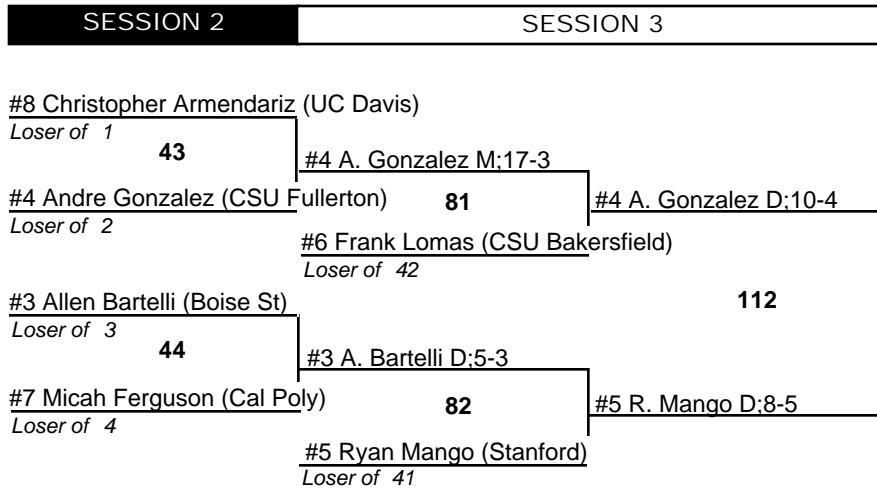 SESSION 2
SESSION 3
#8 Christopher Armendariz (UC Davis)
Loser of 1
43
#4 A. Gonzalez M;17-3
#4 Andre Gonzalez (CSU Fullerton)
81
#4 A. Gonzalez D;10-4
Loser of 2
#6 Frank Lomas (CSU Bakersfield)
Loser of 42
#3 Allen Bartelli (Boise St)
112
Loser of 3
44
#3 A. Bartelli D;5-3
#7 Micah Ferguson (Cal Poly)
82
#5 R. Mango D;8-5
Loser of 4
#5 Ryan Mango (Stanford)
Loser of 41